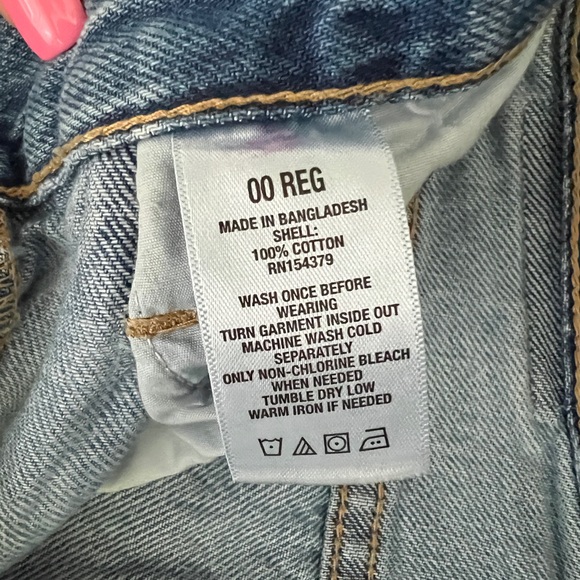 00 REG
MADE IN BANGLADESH
SHELL:
100% COTTON
RN154379
WASH ONCE BEFORE
WEARING
TURN GARMENT INSIDE OUT
MACHINE WASH COLD
SEPARATELY
ONLY NON-CHLORINE BLEACH
WHEN NEEDED
TUMBLE DRY LOW
WARM IRON IF NEEDED